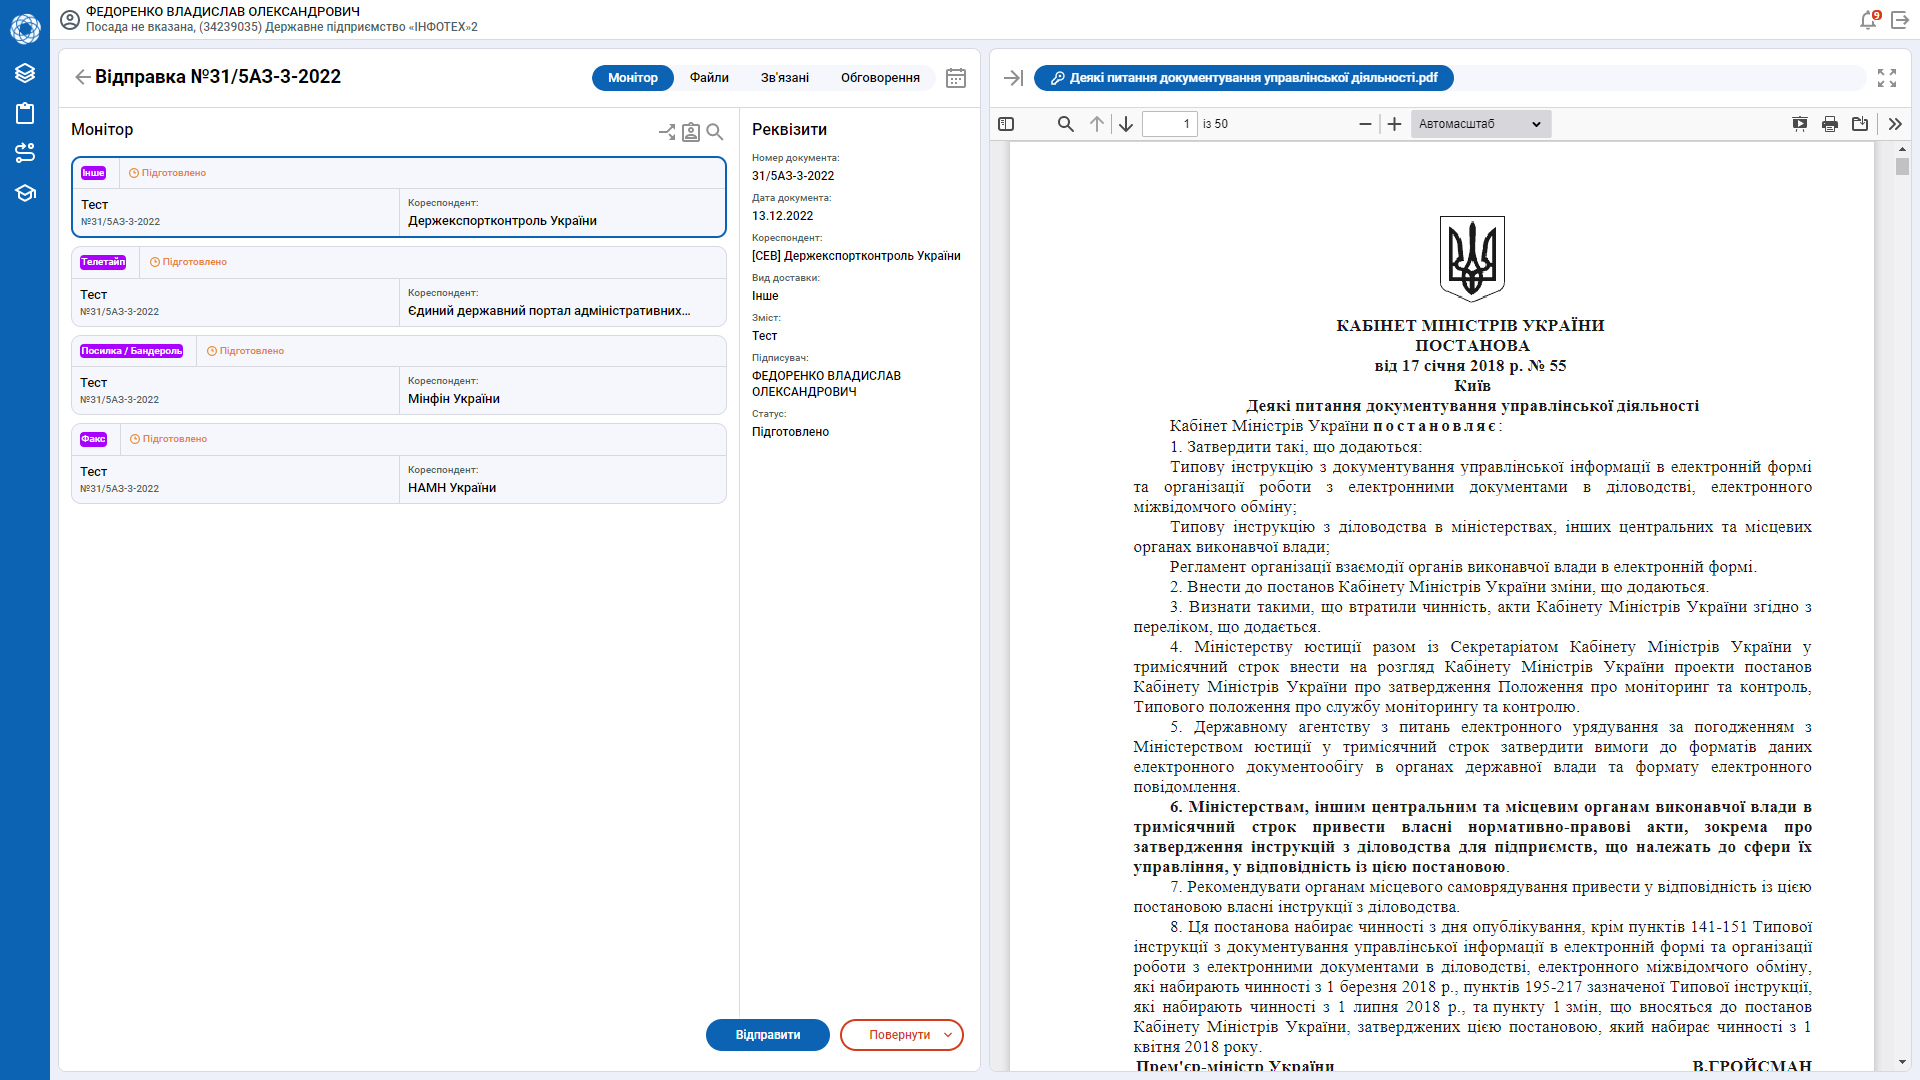 ФЕДОРЕНКО ВЛАДИСЛАВ ОЛЕКСАНДРОВИЧ
Посада не вказана, (34239035) Державне підприємство «ІНФОТЕХ»2
9
Відправка №31/5АЗ-3-2022
Монітор
Файли
Зв'язані
Обговорення
Монітор
Інше
Підготовлено
Тест
№31/5АЗ-3-2022
Кореспондент:
Держекспортконтроль України
Телетайп
Підготовлено
Тест
№31/5АЗ-3-2022
Кореспондент:
Єдиний державний портал адміністративних...
Посилка / Бандероль
Підготовлено
Тест
№31/5АЗ-3-2022
Кореспондент:
Мінфін України
Факс
Підготовлено
Тест
№31/5АЗ-3-2022
Кореспондент:
НАМН України
Реквізити
Номер документа:
31/5АЗ-3-2022
Дата документа:
13.12.2022
Кореспондент:
[СЕВ] Держекспортконтроль України
Вид доставки:
Інше
Зміст:
Тест
Підписувач:
ФЕДОРЕНКО ВЛАДИСЛАВ
ОЛЕКСАНДРОВИЧ
Статус:
Підготовлено
Відправити
Повернути
Деякі питання документування управлінської діяльності.pdf
1
із 50
Автомасштаб
КАБІНЕТ МІНІСТРІВ УКРАЇНИ
ПОСТАНОВА
від 17 січня 2018 р. № 55
Київ
Деякі питання документування управлінської діяльності
Кабінет Міністрів України постановляє:
1. Затвердити такі, що додаються:
Типову інструкцію з документування управлінської інформації в електронній формі
та організації роботи з електронними документами в діловодстві, електронного
міжвідомчого обміну;
Типову інструкцію з діловодства в міністерствах, інших центральних та місцевих
органах виконавчої влади;
Регламент організації взаємодії органів виконавчої влади в електронній формі.
2. Внести до постанов Кабінету Міністрів України зміни, що додаються.
3. Визнати такими, що втратили чинність, акти Кабінету Міністрів України згідно з
переліком, що додається.
4. Міністерству юстиції разом із Секретаріатом Кабінету Міністрів України у
тримісячний строк внести на розгляд Кабінету Міністрів України проекти постанов
Кабінету Міністрів України про затвердження Положення про моніторинг та контроль,
Типового положення про службу моніторингу та контролю.
5. Державному агентству з питань електронного урядування за погодженням з
Міністерством юстиції у тримісячний строк затвердити вимоги до форматів даних
електронного документообігу в органах державної влади та формату електронного
повідомлення.
6. Міністерствам, іншим центральним та місцевим органам виконавчої влади в
тримісячний строк привести власні нормативно-правові акти, зокрема про
затвердження інструкцій з діловодства для підприємств, що належать до сфери їх
управління, у відповідність із цією постановою.
7. Рекомендувати органам місцевого самоврядування привести у відповідність із цією
постановою власні інструкції з діловодства.
8. Ця постанова набирає чинності з дня опублікування, крім пунктів 141-151 Типової
інструкції з документування управлінської інформації в електронній формі та організації
роботи з електронними документами в діловодстві, електронного міжвідомчого обміну,
які набирають чинності з 1 березня 2018 р., пунктів 195-217 зазначеної Типової інструкції,
які набирають чинності з 1 липня 2018 р., та пункту 1 змін, що вносяться до постанов
Кабінету Міністрів України, затверджених цією постановою, який набирає чинності з 1
квітня 2018 року.
Прем'єр-міністр України В.ГРОЙСМАН